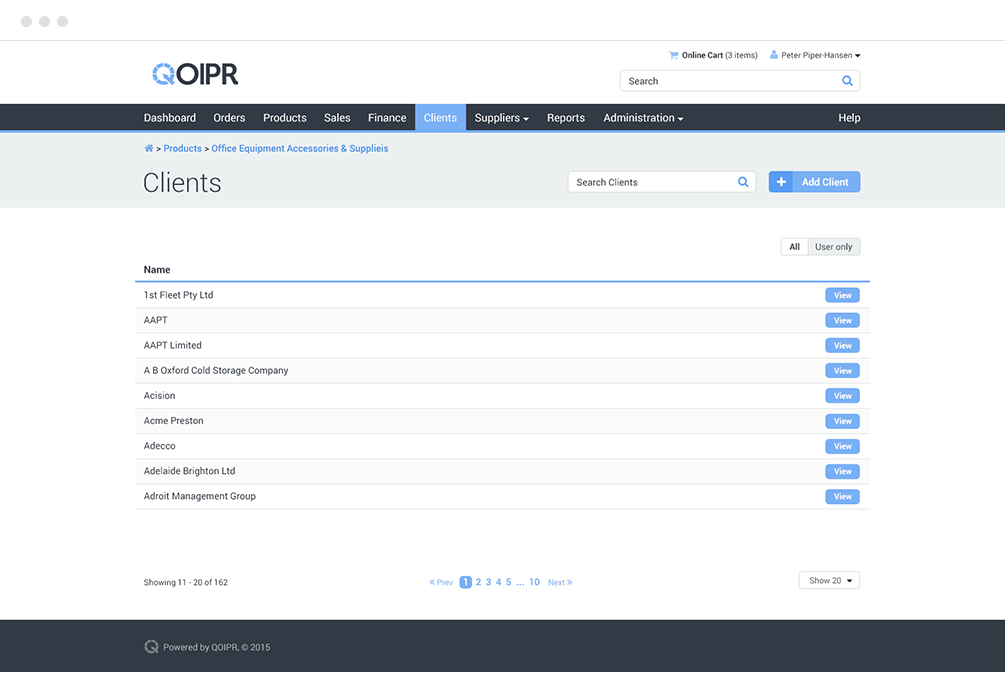 QOIPR
Online Cart (3 items) Peter Piper-Hansen
Search
Dashboard Orders Products Sales Finance Clients Suppliers Reports Administration Help
> Products > Office Equipment Accessories & Supplieis
Clients
Search Clients
+ Add Client
All User only
Name
1st Fleet Pty Ltd View
AAPT View
AAPT Limited View
A B Oxford Cold Storage Company View
Acision View
Acme Preston View
Adecco View
Adelaide Brighton Ltd View
Adroit Management Group View
Showing 11 - 20 of 162 « Prev 1 2 3 4 5 ... 10 Next » Show 20
Powered by QOIPR, © 2015